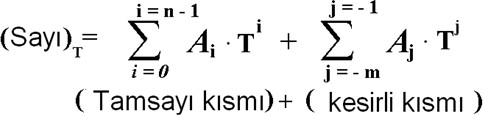 i = n - 1 j = -1
(Sayı)T = ∑ Ai · T^i + ∑ Aj · T^j
i = 0 j = - m
( Tamsayı kısmı) + ( kesirli kısmı )